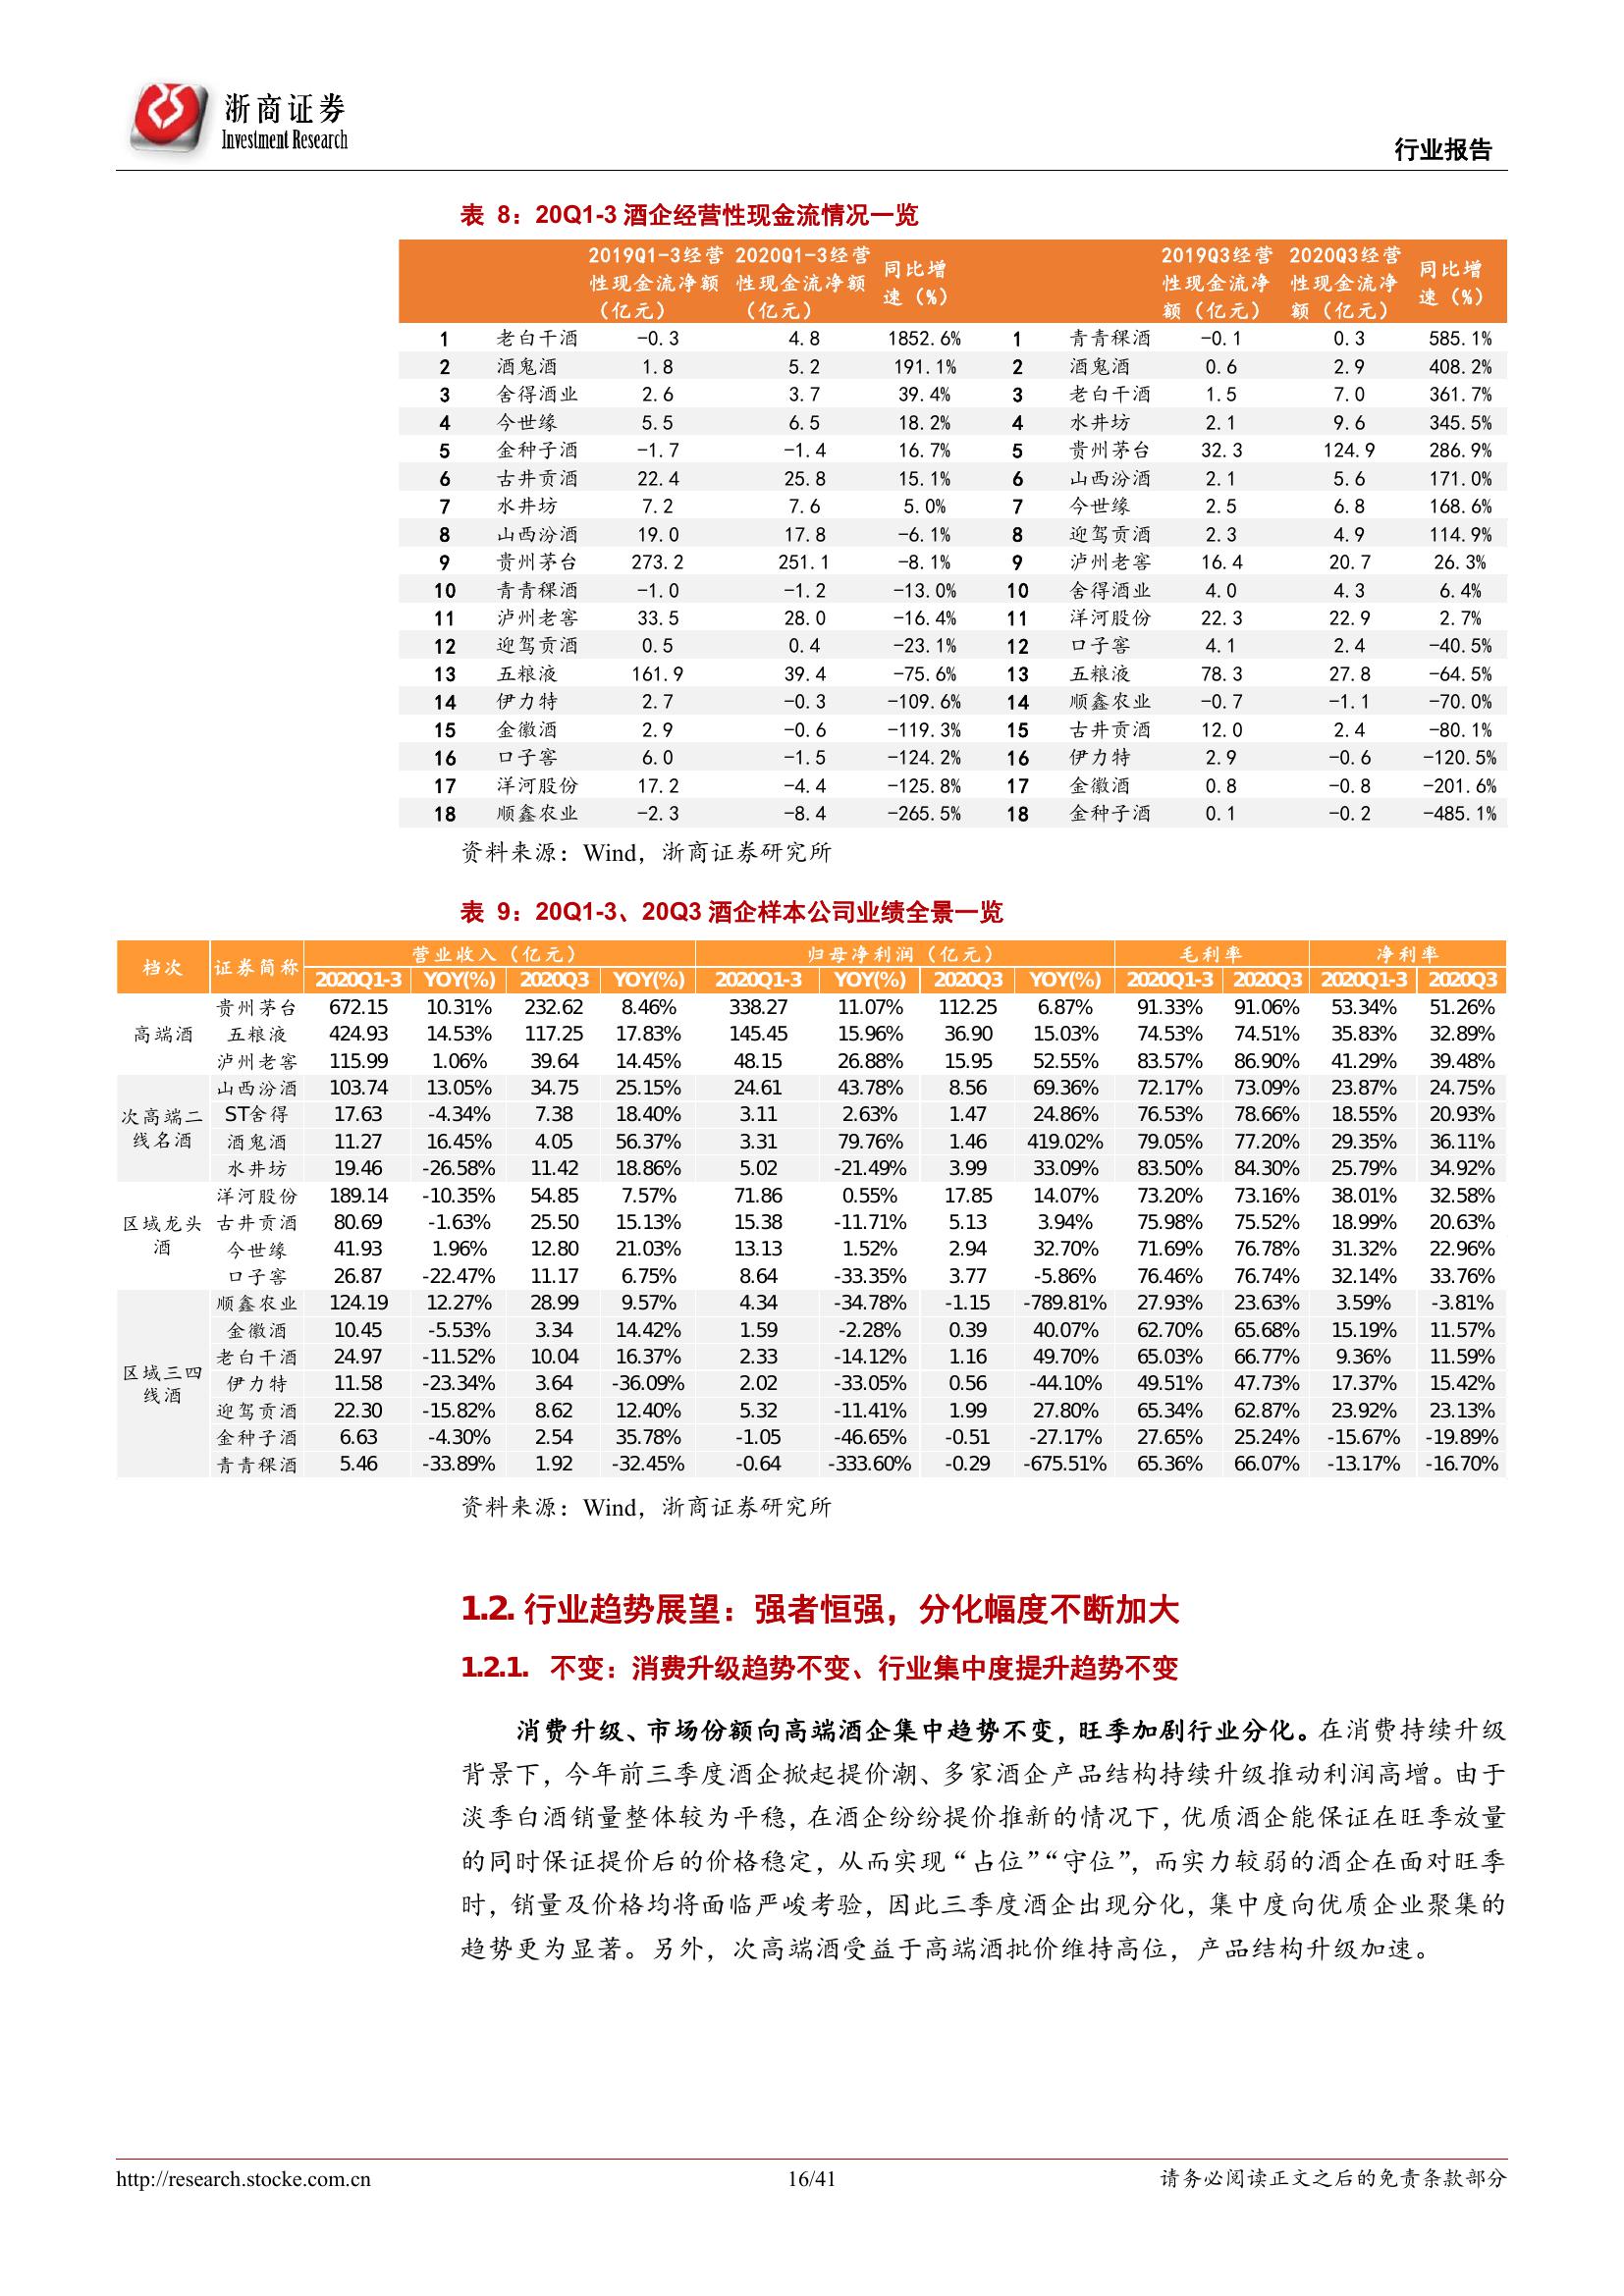 浙商证券
Investment Research
行业报告
表 8：20Q1-3 酒企经营性现金流情况一览
2019Q1-3经营性现金流净额（亿元） 2020Q1-3经营性现金流净额（亿元） 同比增速（%） 2019Q3经营性现金流净额（亿元） 2020Q3经营性现金流净额（亿元） 同比增速（%）
1 老白干酒 -0.3 4.8 1852.6% 1 青青稞酒 -0.1 0.3 585.1%
2 酒鬼酒 1.8 5.2 191.1% 2 酒鬼酒 0.6 2.9 408.2%
3 舍得酒业 2.6 3.7 39.4% 3 老白干酒 1.5 7.0 361.7%
4 今世缘 5.5 6.5 18.2% 4 水井坊 2.1 9.6 345.5%
5 金种子酒 -1.7 -1.4 16.7% 5 贵州茅台 32.3 124.9 286.9%
6 古井贡酒 22.4 25.8 15.1% 6 山西汾酒 2.1 5.6 171.0%
7 水井坊 7.2 7.6 5.0% 7 今世缘 2.5 6.8 168.6%
8 山西汾酒 19.0 17.8 -6.1% 8 迎驾贡酒 2.3 4.9 114.9%
9 贵州茅台 273.2 251.1 -8.1% 9 泸州老窖 16.4 20.7 26.3%
10 青青稞酒 -1.0 -1.2 -13.0% 10 舍得酒业 4.0 4.3 6.4%
11 泸州老窖 33.5 28.0 -16.4% 11 洋河股份 22.3 22.9 2.7%
12 迎驾贡酒 0.5 0.4 -23.1% 12 口子窖 4.1 2.4 -40.5%
13 五粮液 161.9 39.4 -75.6% 13 五粮液 78.3 27.8 -64.5%
14 伊力特 2.7 -0.3 -109.6% 14 顺鑫农业 -0.7 -1.1 -70.0%
15 金徽酒 2.9 -0.6 -119.3% 15 古井贡酒 12.0 2.4 -80.1%
16 口子窖 6.0 -1.5 -124.2% 16 伊力特 2.9 -0.6 -120.5%
17 洋河股份 17.2 -4.4 -125.8% 17 金徽酒 0.8 -0.8 -201.6%
18 顺鑫农业 -2.3 -8.4 -265.5% 18 金种子酒 0.1 -0.2 -485.1%
资料来源：Wind，浙商证券研究所
表 9：20Q1-3、20Q3 酒企样本公司业绩全景一览
档次 证券简称 营业收入（亿元） 归母净利润（亿元） 毛利率 净利率
2020Q1-3 YOY(%) 2020Q3 YOY(%) 2020Q1-3 YOY(%) 2020Q3 YOY(%) 2020Q1-3 2020Q3 2020Q1-3 2020Q3
高端酒 贵州茅台 672.15 10.31% 232.62 8.46% 338.27 11.07% 112.25 6.87% 91.33% 91.06% 53.34% 51.26%
五粮液 424.93 14.53% 117.25 17.83% 145.45 15.96% 36.90 15.03% 74.53% 74.51% 35.83% 32.89%
泸州老窖 115.99 1.06% 39.64 14.45% 48.15 26.88% 15.95 52.55% 83.57% 86.90% 41.29% 39.48%
次高端二线名酒 山西汾酒 103.74 13.05% 34.75 25.15% 24.61 43.78% 8.56 69.36% 72.17% 73.09% 23.87% 24.75%
ST舍得 17.63 -4.34% 7.38 18.40% 3.11 2.63% 1.47 24.86% 76.53% 78.66% 18.55% 20.93%
酒鬼酒 11.27 16.45% 4.05 56.37% 3.31 79.76% 1.46 419.02% 79.05% 77.20% 29.35% 36.11%
水井坊 19.46 -26.58% 11.42 18.86% 5.02 -21.49% 3.99 33.09% 83.50% 84.30% 25.79% 34.92%
区域龙头酒 洋河股份 189.14 -10.35% 54.85 7.57% 71.86 0.55% 17.85 14.07% 73.20% 73.16% 38.01% 32.58%
古井贡酒 80.69 -1.63% 25.50 15.13% 15.38 -11.71% 5.13 3.94% 75.98% 75.52% 18.99% 20.63%
今世缘 41.93 1.96% 12.80 21.03% 13.13 1.52% 2.94 32.70% 71.69% 76.78% 31.32% 22.96%
口子窖 26.87 -22.47% 11.17 6.75% 8.64 -33.35% 3.77 -5.86% 76.46% 76.74% 32.14% 33.76%
区域三四线酒 顺鑫农业 124.19 12.27% 28.99 9.57% 4.34 -34.78% -1.15 -789.81% 27.93% 23.63% 3.59% -3.81%
金徽酒 10.45 -5.53% 3.34 14.42% 1.59 -2.28% 0.39 40.07% 62.70% 65.68% 15.19% 11.57%
老白干酒 24.97 -11.52% 10.04 16.37% 2.33 -14.12% 1.16 49.70% 65.03% 66.77% 9.36% 11.59%
伊力特 11.58 -23.34% 3.64 -36.09% 2.02 -33.05% 0.56 -44.10% 49.51% 47.73% 17.37% 15.42%
迎驾贡酒 22.30 -15.82% 8.62 12.40% 5.32 -11.41% 1.99 27.80% 65.34% 62.87% 23.92% 23.13%
金种子酒 6.63 -4.30% 2.54 35.78% -1.05 -46.65% -0.51 -27.17% 27.65% 25.24% -15.67% -19.89%
青青稞酒 5.46 -33.89% 1.92 -32.45% -0.64 -333.60% -0.29 -675.51% 65.36% 66.07% -13.17% -16.70%
资料来源：Wind，浙商证券研究所
1.2. 行业趋势展望：强者恒强，分化幅度不断加大
1.2.1. 不变：消费升级趋势不变、行业集中度提升趋势不变
消费升级、市场份额向高端酒企集中趋势不变，旺季加剧行业分化。在消费持续升级
背景下，今年前三季度酒企掀起提价潮、多家酒企产品结构持续升级推动利润高增。由于
淡季白酒销量整体较为平稳，在酒企纷纷提价推新的情况下，优质酒企能保证在旺季放量
的同时保证提价后的价格稳定，从而实现“占位”“守位”，而实力较弱的酒企在面对旺季
时，销量及价格均将面临严峻考验，因此三季度酒企出现分化，集中度向优质企业聚集的
趋势更为显著。另外，次高端酒受益于高端酒批价维持高位，产品结构升级加速。
http://research.stocke.com.cn
16/41
请务必阅读正文之后的免责条款部分